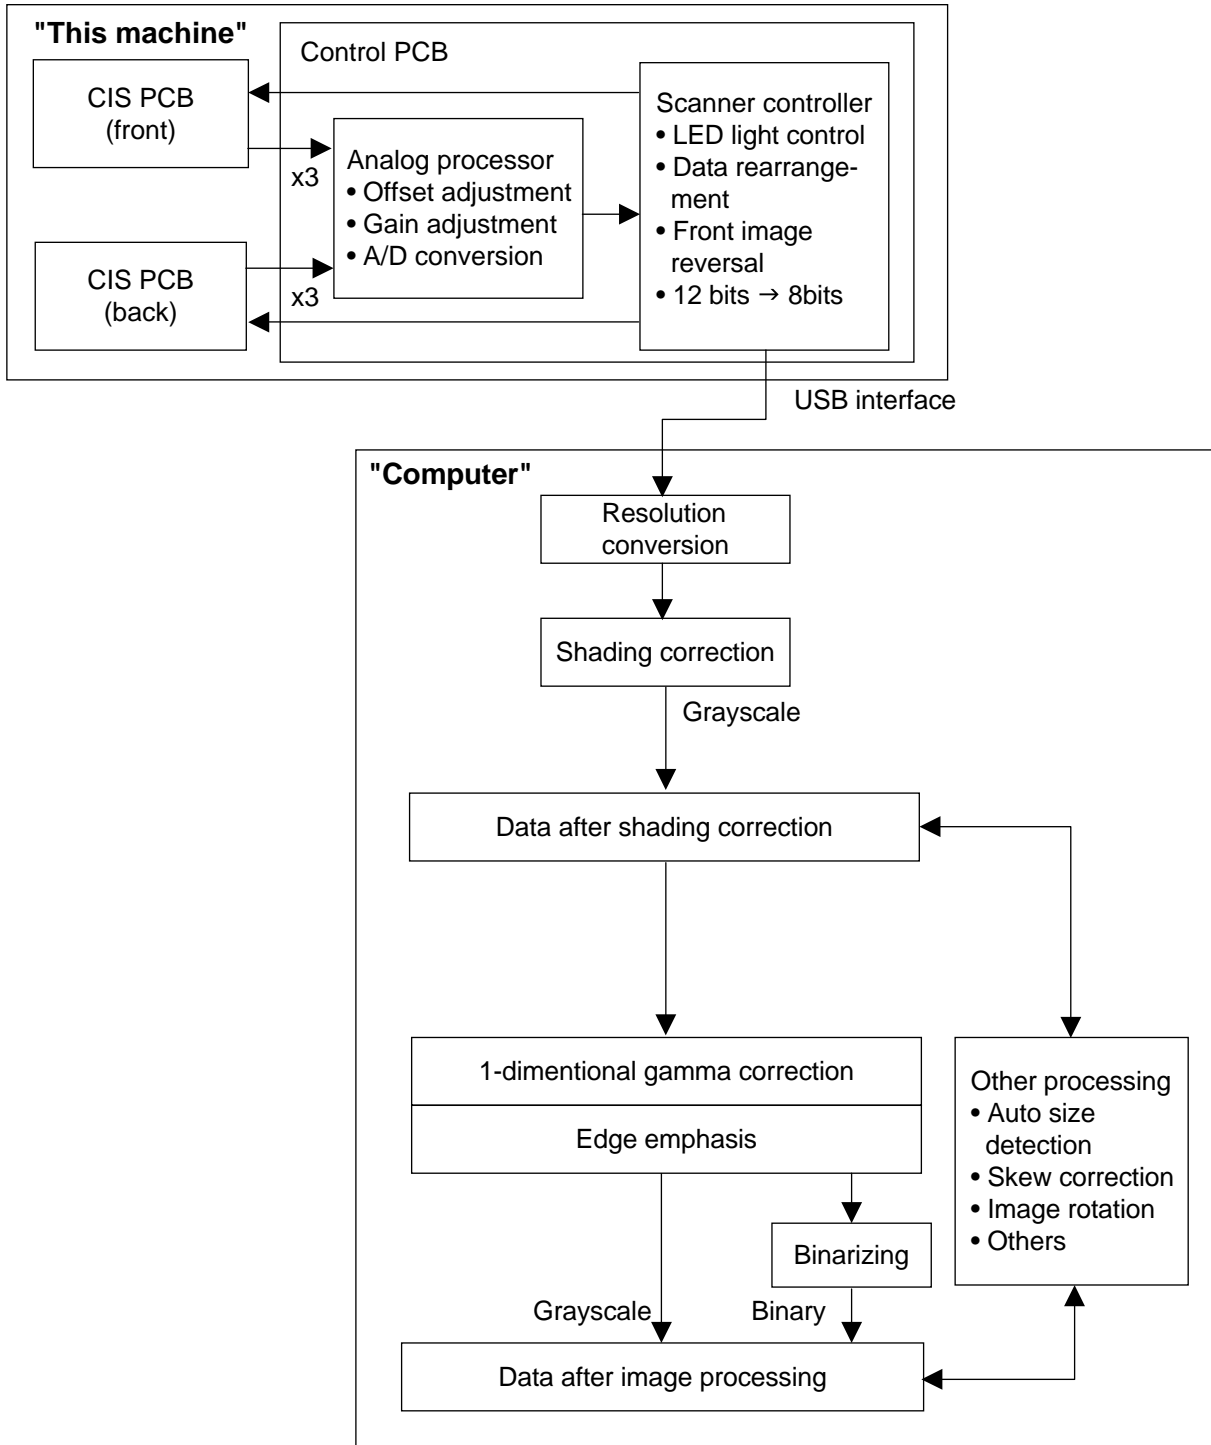 "This machine"
Control PCB
CIS PCB
(front)
x3
Analog processor
• Offset adjustment
• Gain adjustment
• A/D conversion
Scanner controller
• LED light control
• Data rearrange-
ment
• Front image
reversal
• 12 bits → 8bits
CIS PCB
(back)
x3
USB interface
"Computer"
Resolution
conversion
Shading correction
Grayscale
Data after shading correction
1-dimentional gamma correction
Edge emphasis
Other processing
• Auto size
detection
• Skew correction
• Image rotation
• Others
Binarizing
Grayscale
Binary
Data after image processing